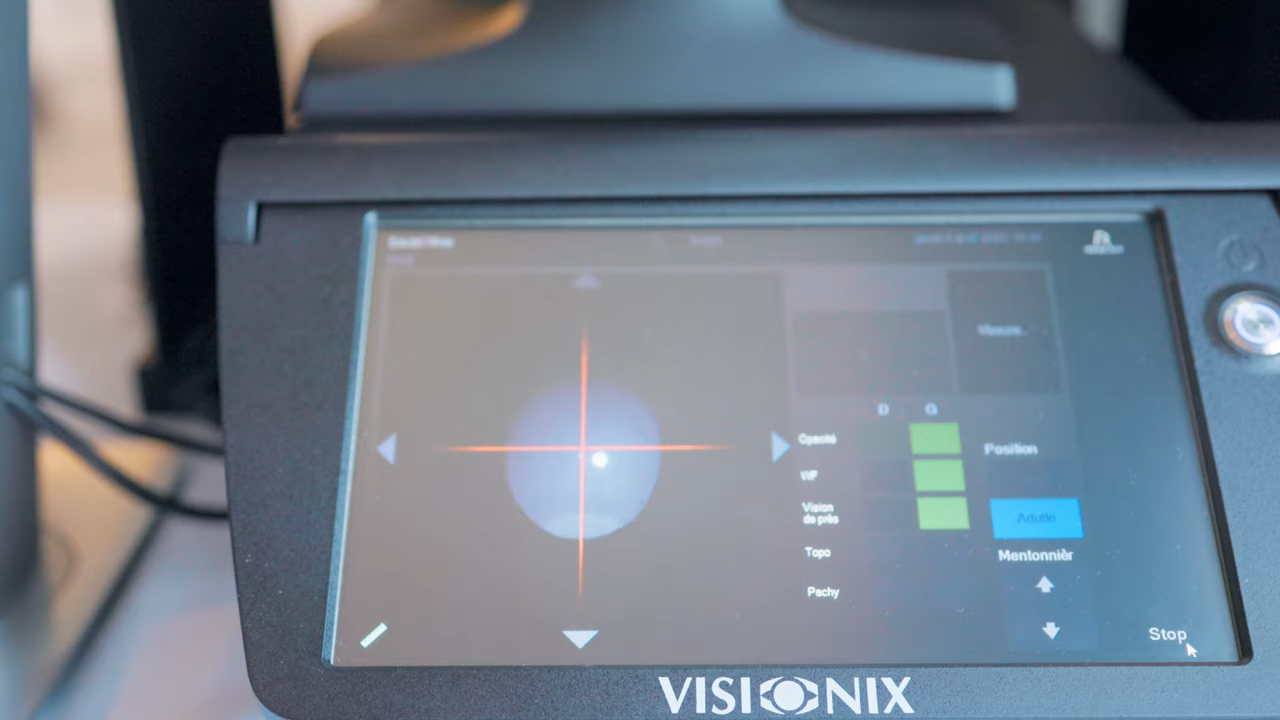 D G
Opacité
WF
Position
Vision
de près
Adulte
Topo
Mentonnièr
Pachy
Stop
VISIONIX